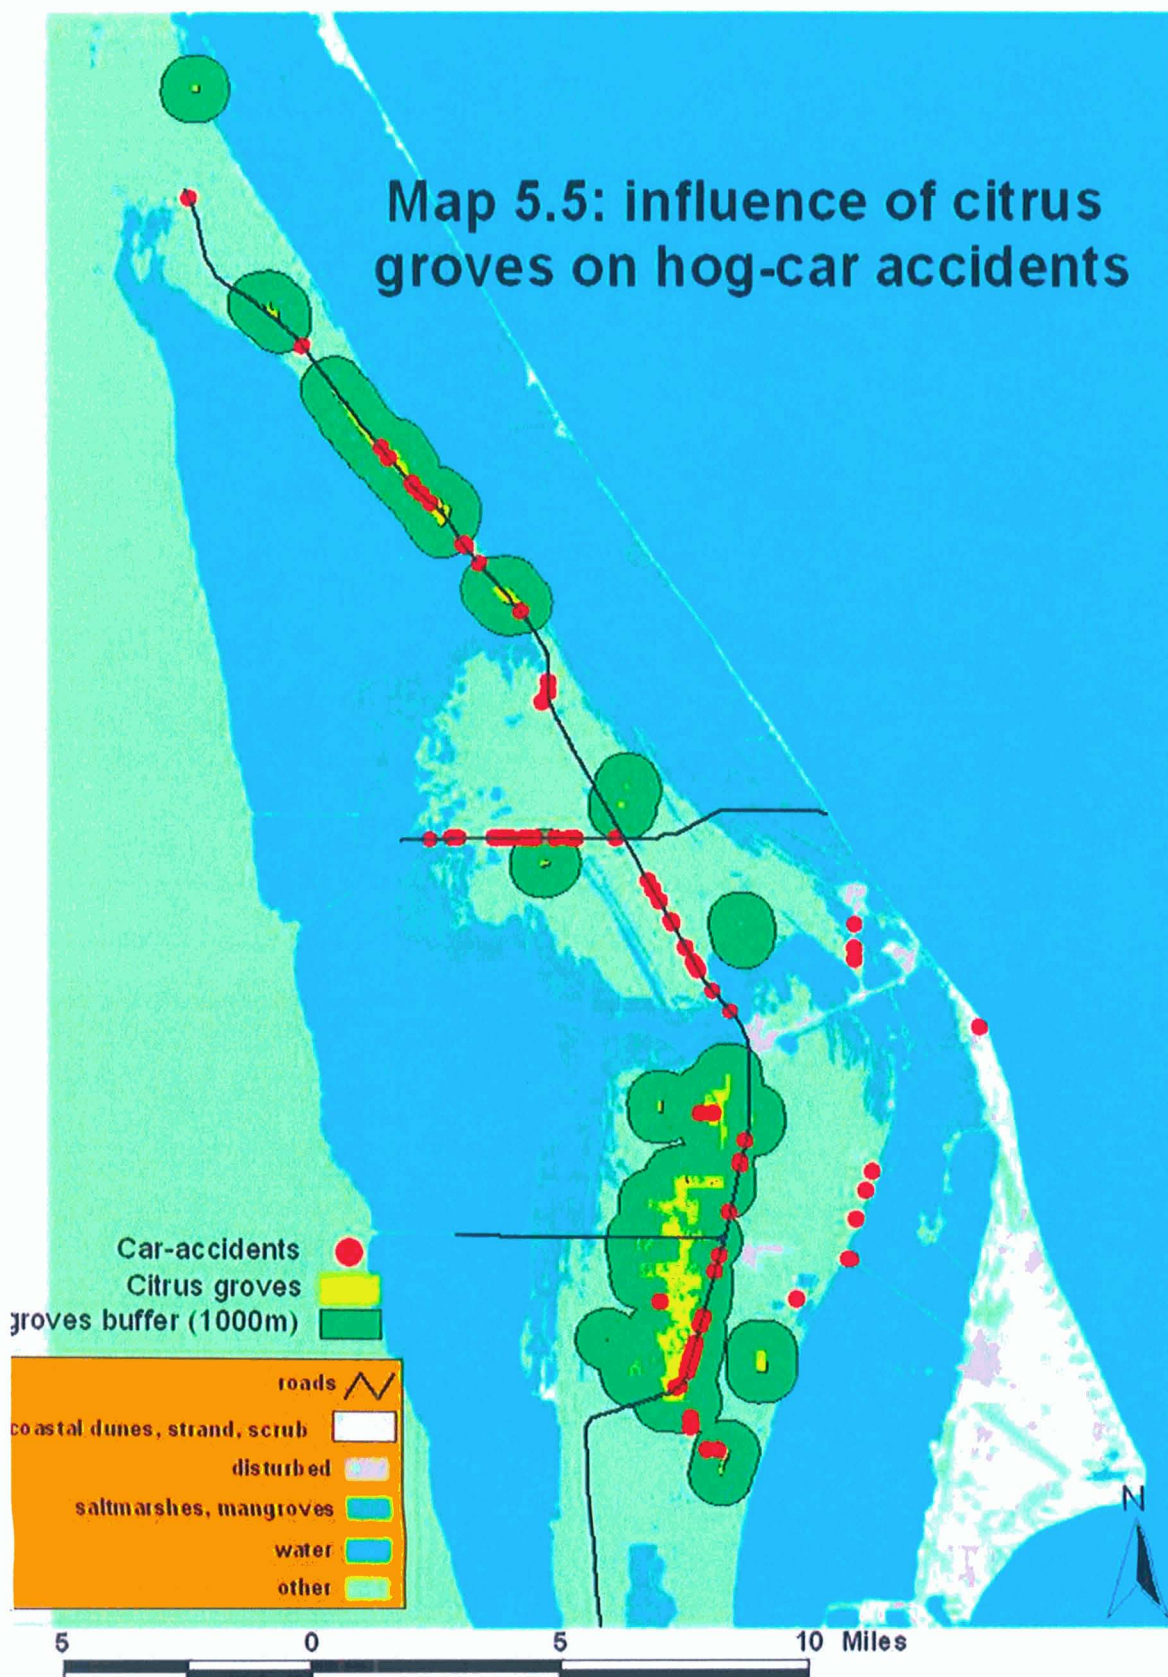 Map 5.5: influence of citrus
groves on hog-car accidents
Car-accidents
Citrus groves
groves buffer (1000m)
roads
coastal dunes, strand, scrub
disturbed
saltmarshes, mangroves
water
other
N
5 0 5 10 Miles